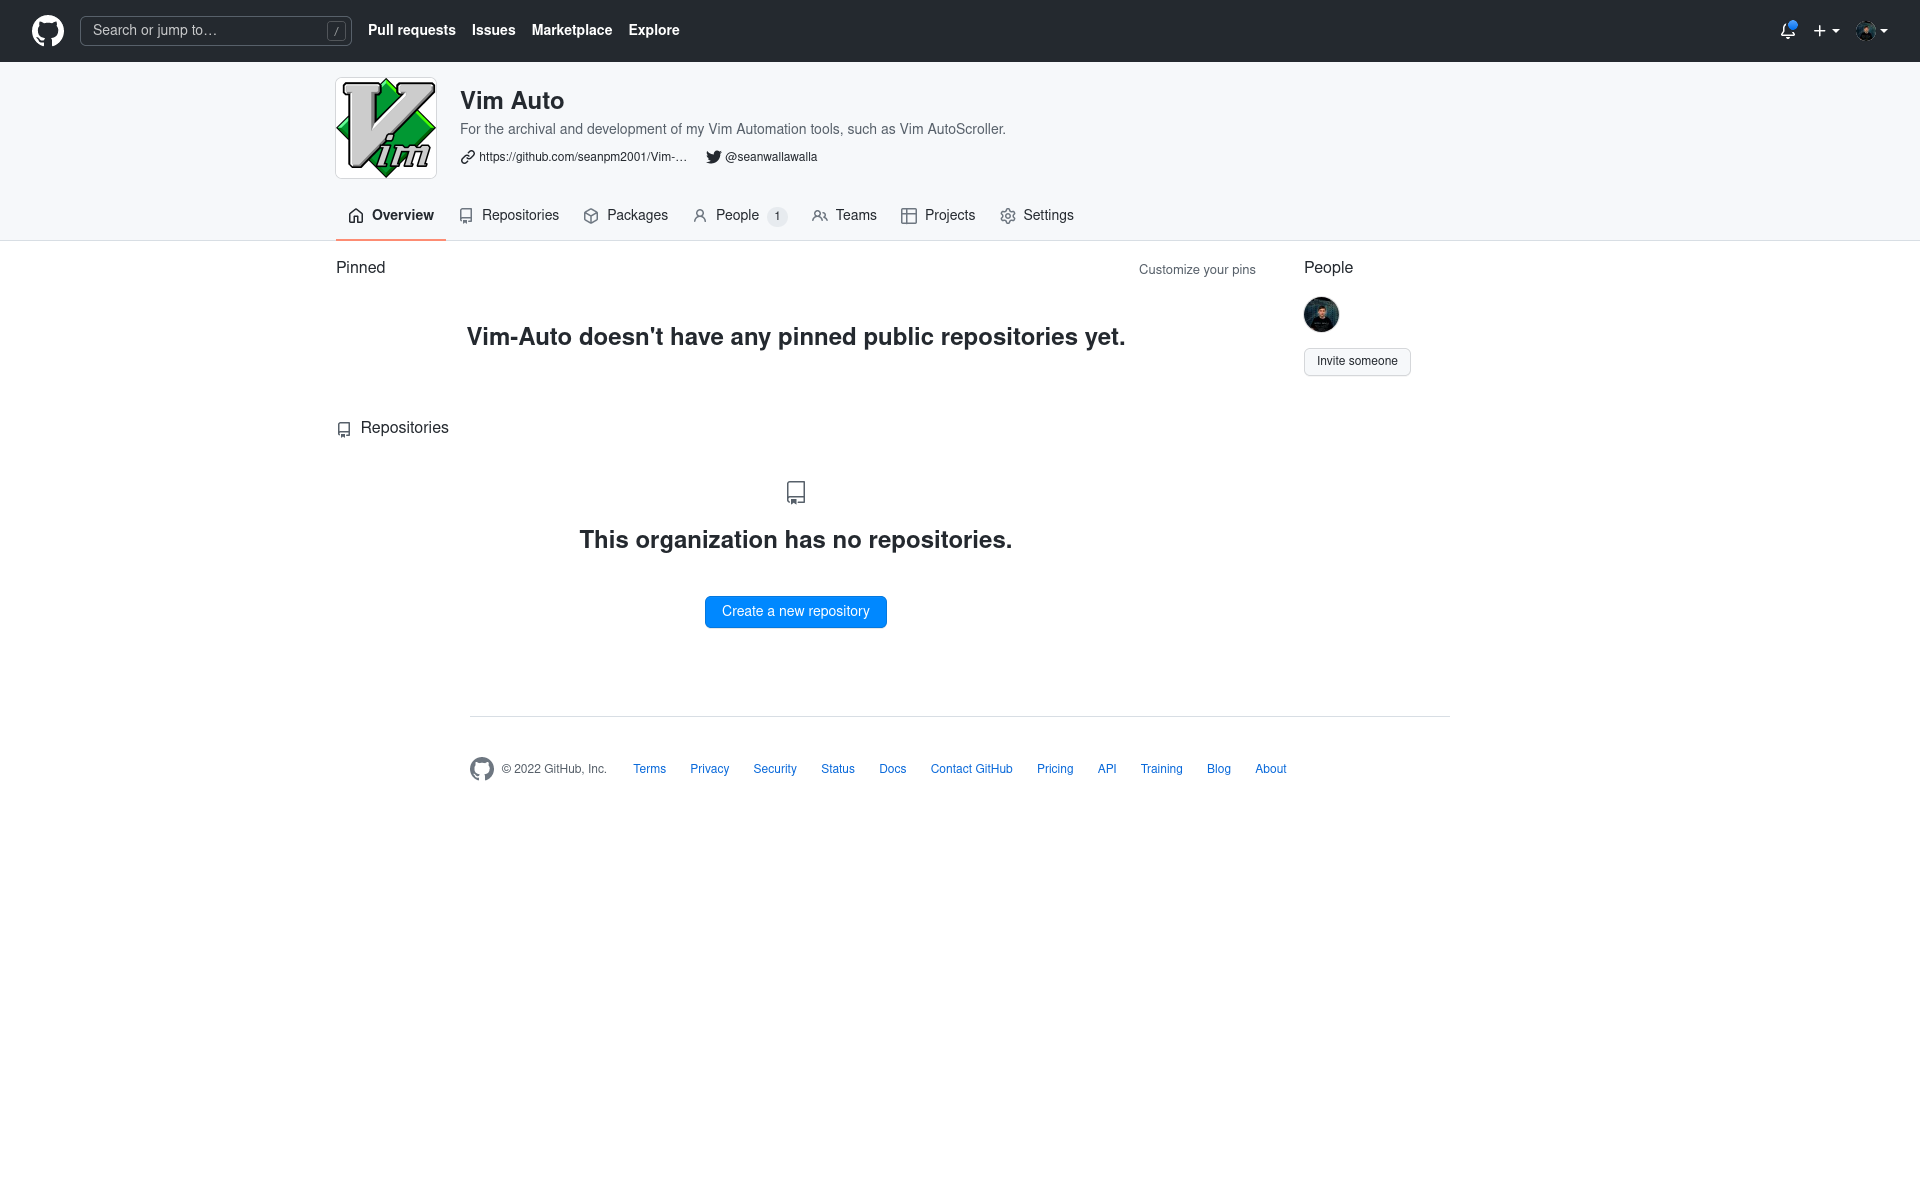 Search or jump to… /
Pull requests
Issues
Marketplace
Explore
Vim
Vim Auto
For the archival and development of my Vim Automation tools, such as Vim AutoScroller.
https://github.com/seanpm2001/Vim-… @seanwallawalla
Overview
Repositories
Packages
People 1
Teams
Projects
Settings
Pinned
Customize your pins
Vim-Auto doesn't have any pinned public repositories yet.
People
Invite someone
Repositories
This organization has no repositories.
Create a new repository
© 2022 GitHub, Inc.
Terms
Privacy
Security
Status
Docs
Contact GitHub
Pricing
API
Training
Blog
About